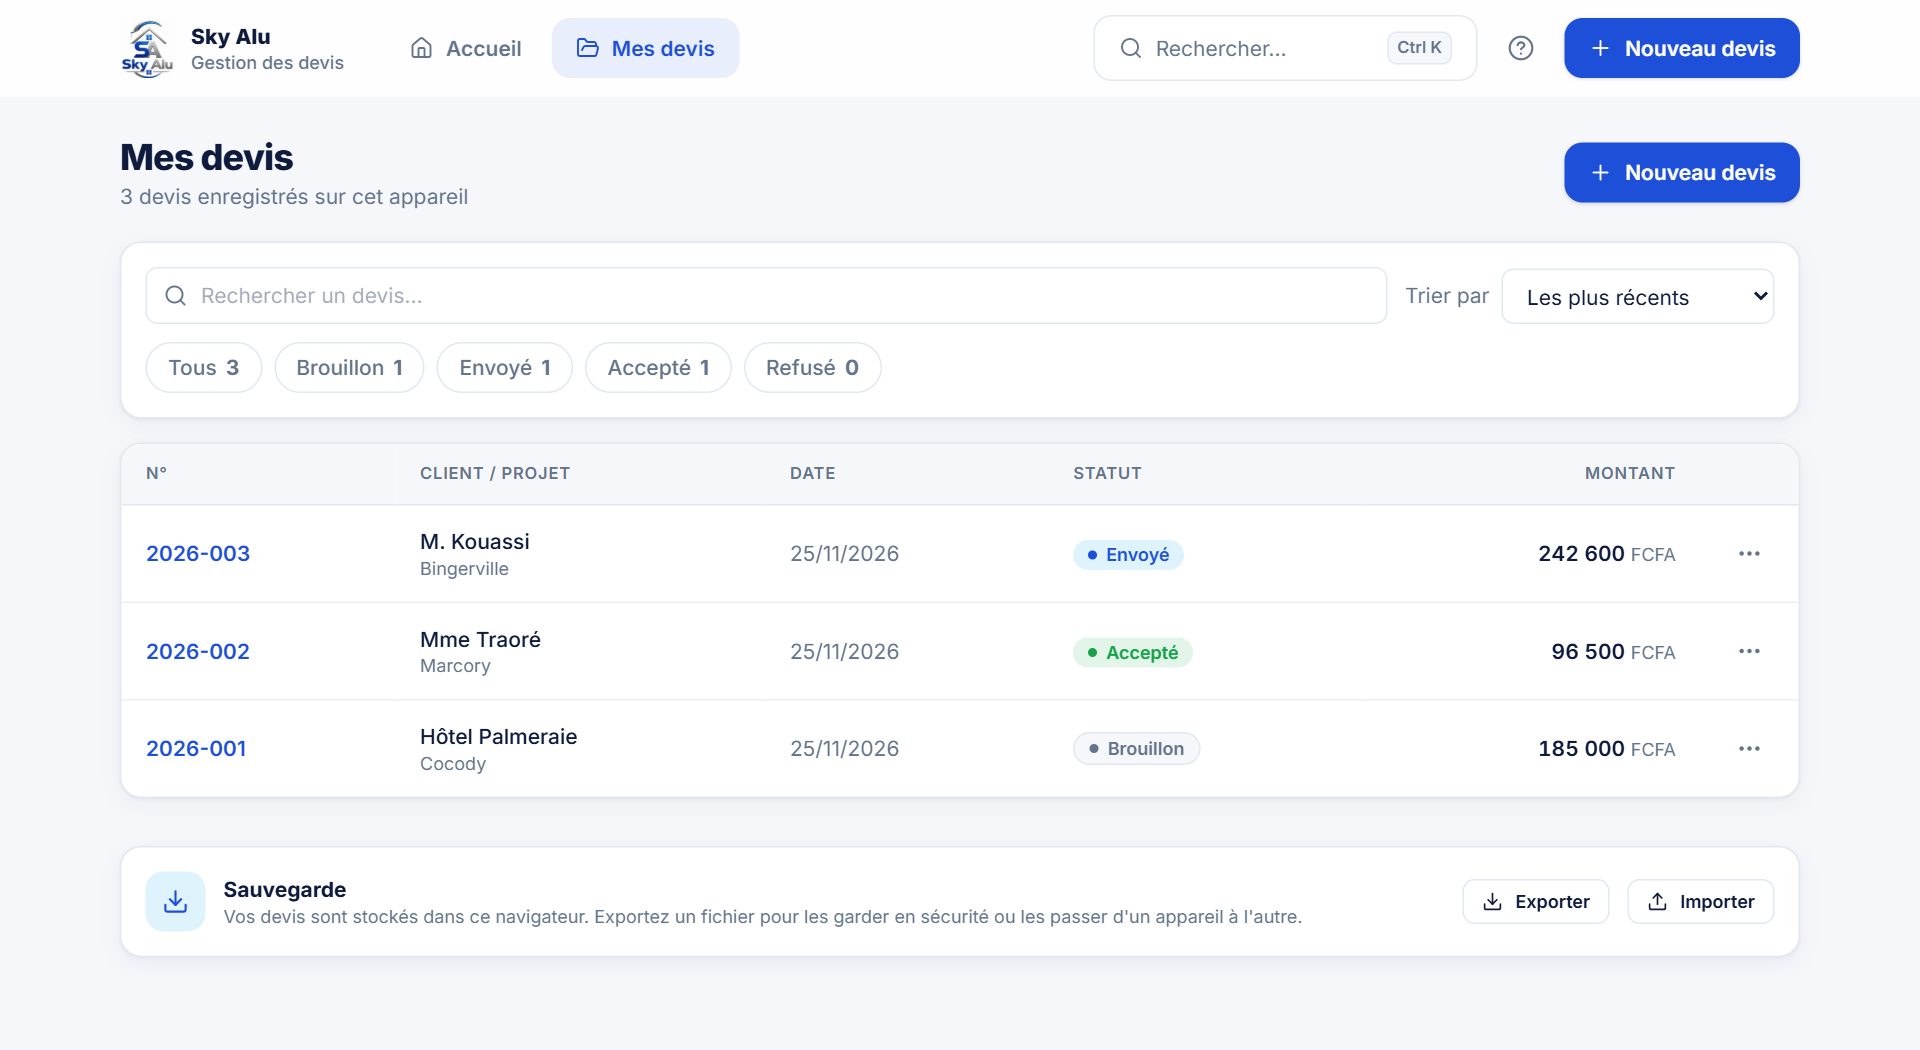 SA
Sky Alu
Sky Alu
Gestion des devis
Accueil
Mes devis
Rechercher...
Ctrl K
Nouveau devis
Mes devis
3 devis enregistrés sur cet appareil
Nouveau devis
Rechercher un devis...
Trier par
Les plus récents
Tous 3
Brouillon 1
Envoyé 1
Accepté 1
Refusé 0
N° CLIENT / PROJET DATE STATUT MONTANT
2026-003 M. Kouassi 25/11/2026 Envoyé 242 600 FCFA
Bingerville
2026-002 Mme Traoré 25/11/2026 Accepté 96 500 FCFA
Marcory
2026-001 Hôtel Palmeraie 25/11/2026 Brouillon 185 000 FCFA
Cocody
Sauvegarde
Vos devis sont stockés dans ce navigateur. Exportez un fichier pour les garder en sécurité ou les passer d'un appareil à l'autre.
Exporter
Importer